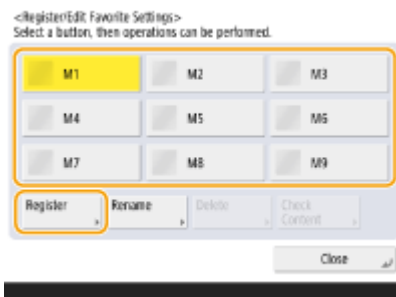 <Register/Edit Favorite Settings>
Select a button, then operations can be performed.
M1 M2 M3
M4 M5 M6
M7 M8 M9
Register Rename Delete Check Content
Close